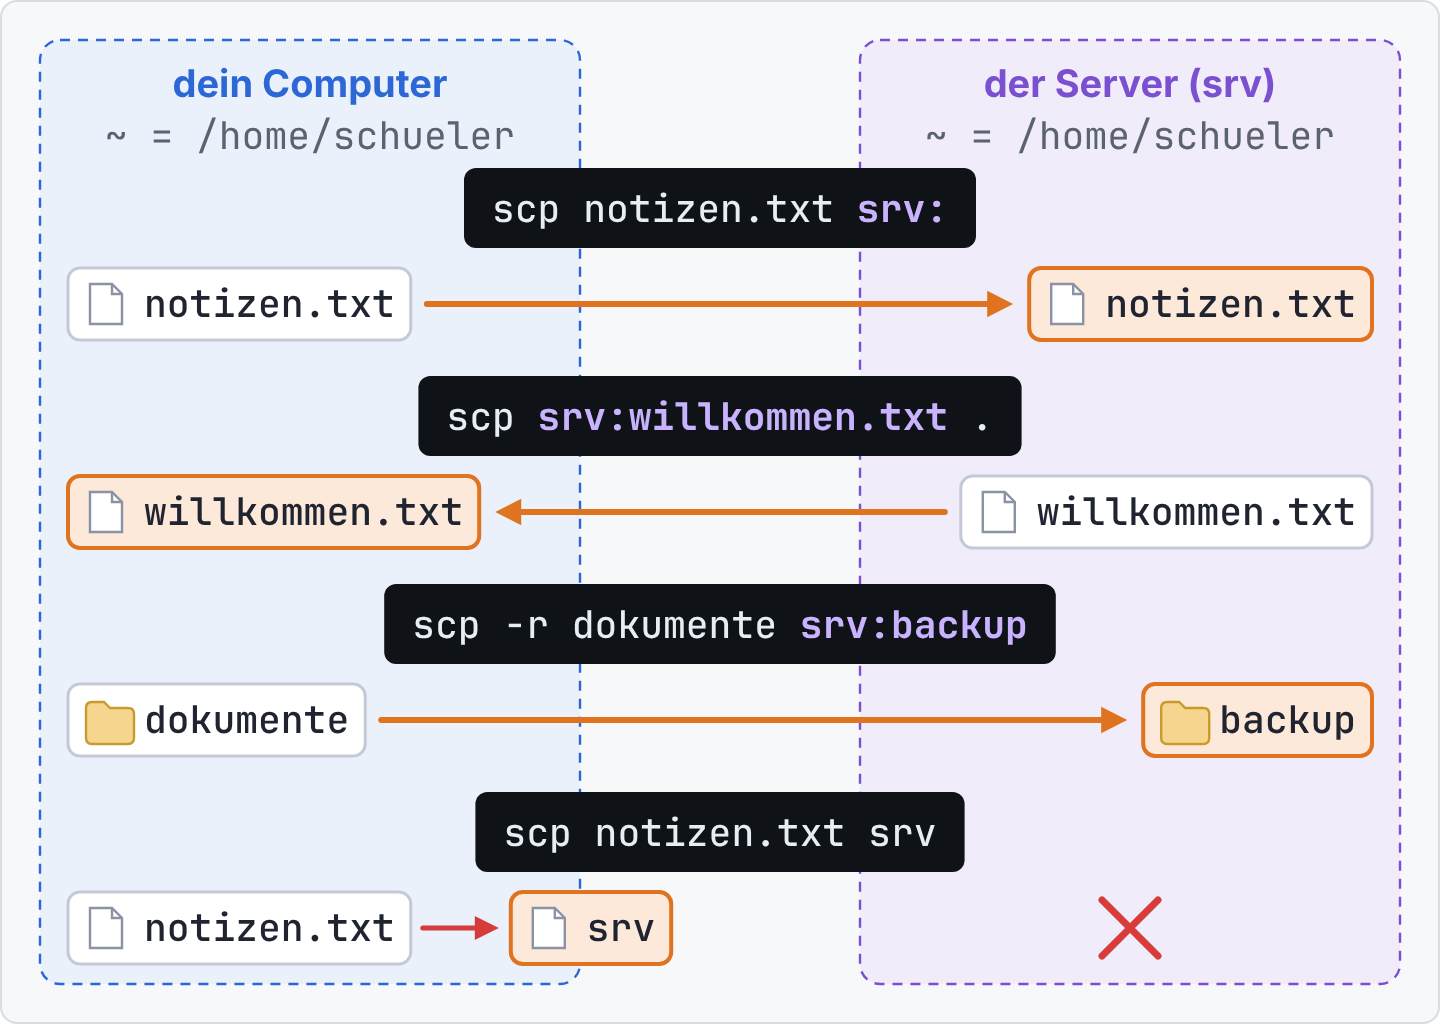 dein Computer
~ = /home/schueler
der Server (srv)
~ = /home/schueler
scp notizen.txt srv:
notizen.txt
notizen.txt
scp srv:willkommen.txt .
willkommen.txt
willkommen.txt
scp -r dokumente srv:backup
dokumente
backup
scp notizen.txt srv
notizen.txt
srv